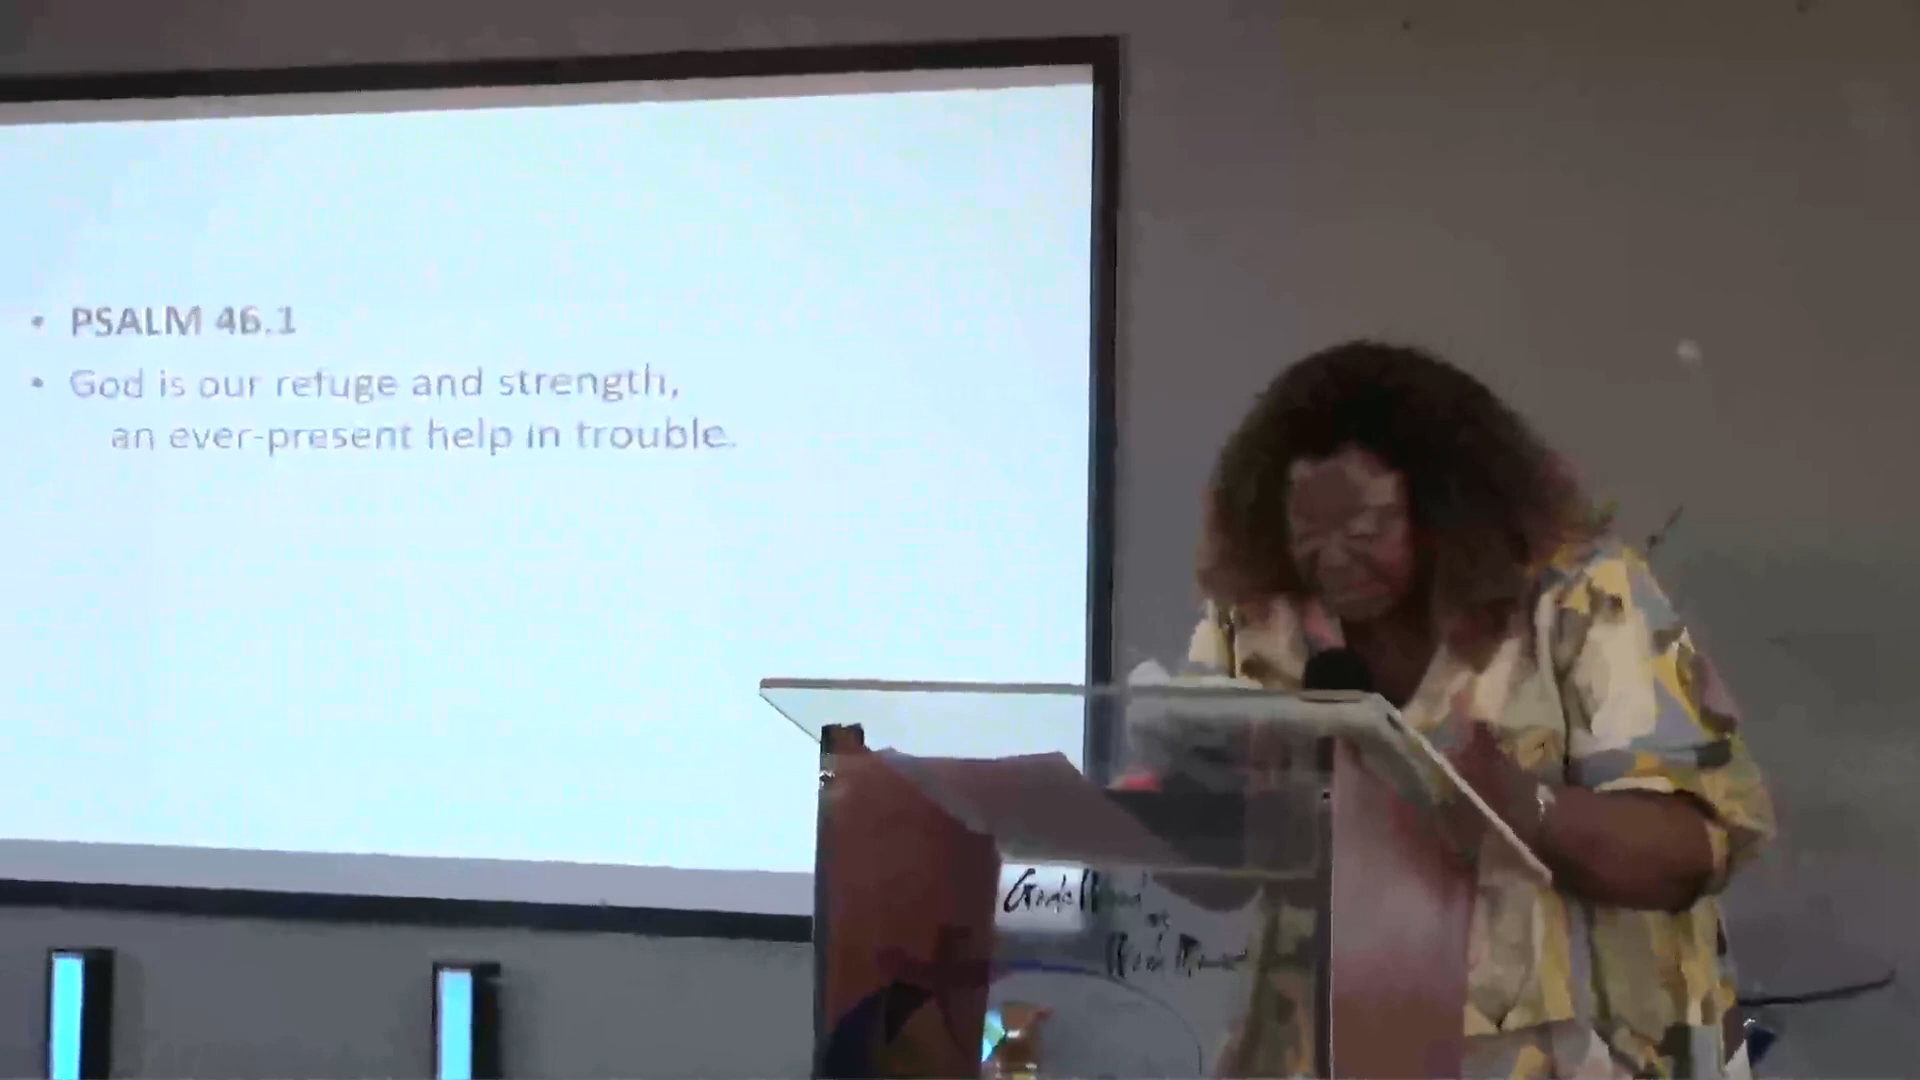 • PSALM 46.1
• God is our refuge and strength,
an ever-present help in trouble.